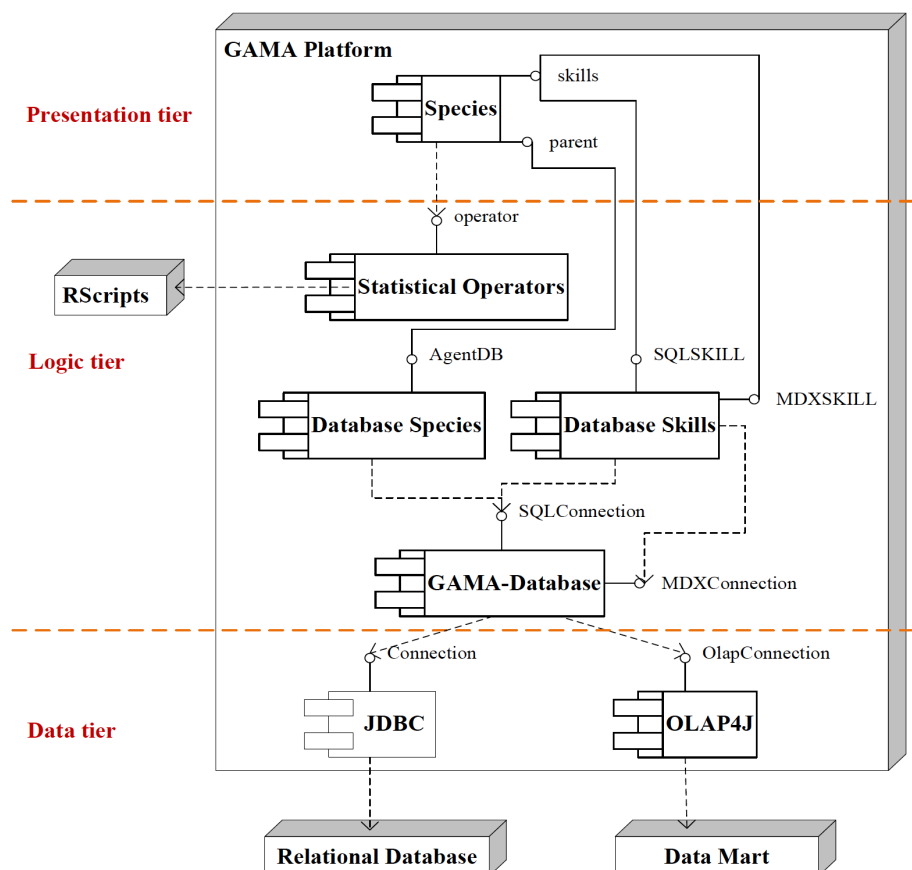 GAMA Platform
skills
Presentation tier
Species
parent
operator
Statistical Operators
RScripts
Logic tier
AgentDB
SQLSKILL
MDXSKILL
Database Species
Database Skills
SQLConnection
GAMA-Database
MDXConnection
Connection
OlapConnection
Data tier
JDBC
OLAP4J
Relational Database
Data Mart